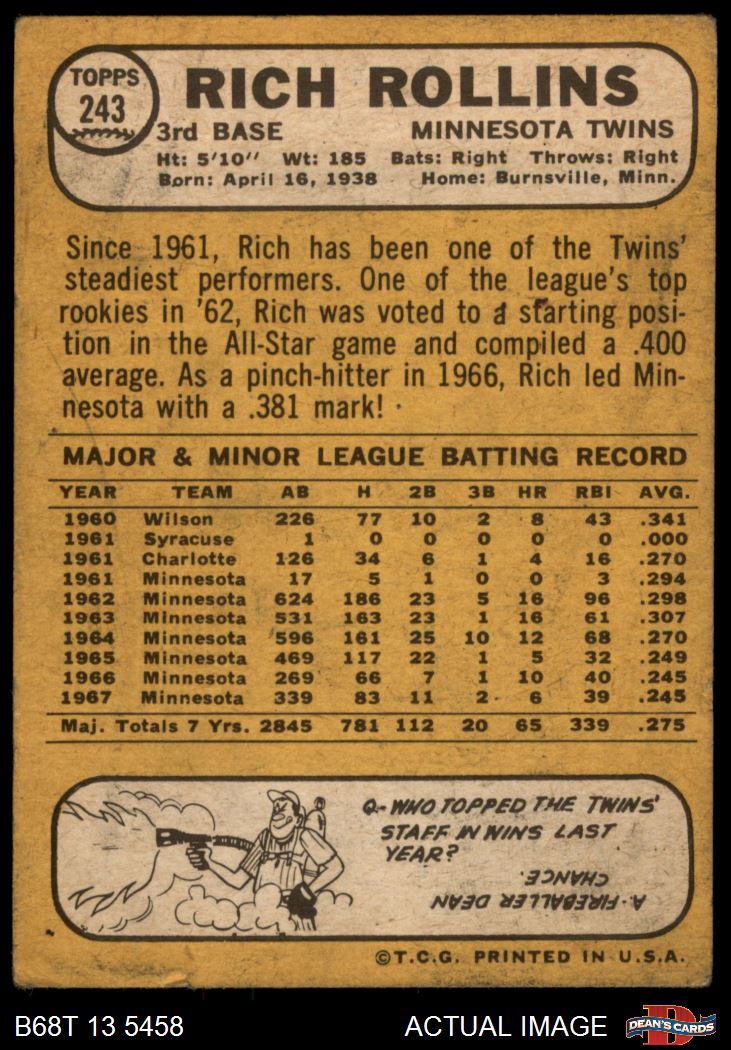 TOPPS
243
RICH ROLLINS
3rd BASE MINNESOTA TWINS
Ht: 5'10" Wt: 185 Bats: Right Throws: Right
Born: April 16, 1938 Home: Burnsville, Minn.
Since 1961, Rich has been one of the Twins'
steadiest performers. One of the league's top
rookies in '62, Rich was voted to a starting posi-
tion in the All-Star game and compiled a .400
average. As a pinch-hitter in 1966, Rich led Min-
nesota with a .381 mark!
MAJOR & MINOR LEAGUE BATTING RECORD
YEAR TEAM AB H 2B 3B HR RBI AVG.
1960 Wilson 226 77 10 2 8 43 .341
1961 Syracuse 1 0 0 0 0 0 .000
1961 Charlotte 126 34 6 1 4 16 .270
1961 Minnesota 17 5 1 0 0 3 .294
1962 Minnesota 624 186 23 5 16 96 .298
1963 Minnesota 531 163 23 1 16 61 .307
1964 Minnesota 596 161 25 10 12 68 .270
1965 Minnesota 469 117 22 1 5 32 .249
1966 Minnesota 269 66 7 1 10 40 .245
1967 Minnesota 339 83 11 2 6 39 .245
Maj. Totals 7 Yrs. 2845 781 112 20 65 339 .275
Q-WHO TOPPED THE TWINS'
STAFF IN WINS LAST
YEAR?
A-FIREBALLER DEAN
CHANCE.
©T.C.G. PRINTED IN U.S.A.
B68T 13 5458 ACTUAL IMAGE
D
DEAN'S CARDS